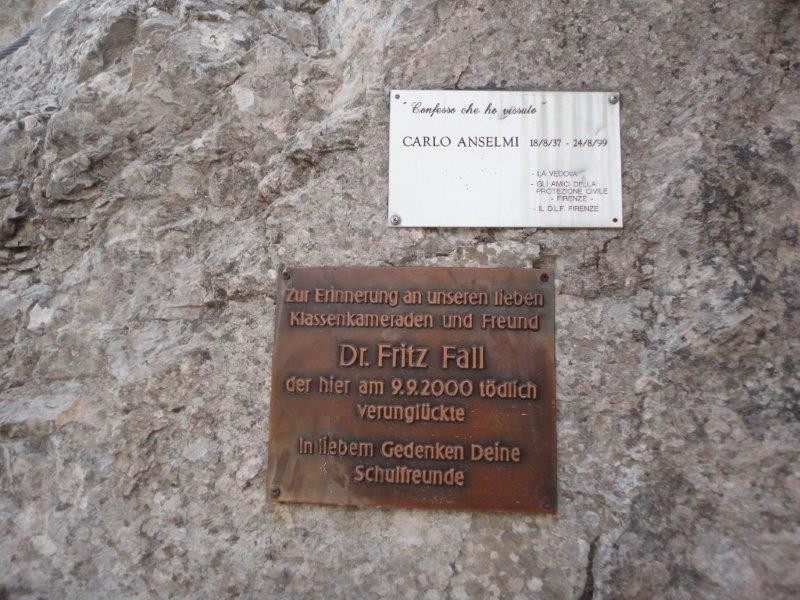 "Confesso che ho vissuto"
CARLO ANSELMI 18/8/37 - 24/8/99
- LA VEDOVA
- GLI AMICI DELLA
PROTEZIONE CIVILE
- FIRENZE -
- IL D.L.F. FIRENZE
Zur Erinnerung an unseren lieben
Klassenkameraden und Freund
Dr. Fritz Fall
der hier am 9.9.2000 tödlich
verunglückte
In liebem Gedenken Deine
Schulfreunde